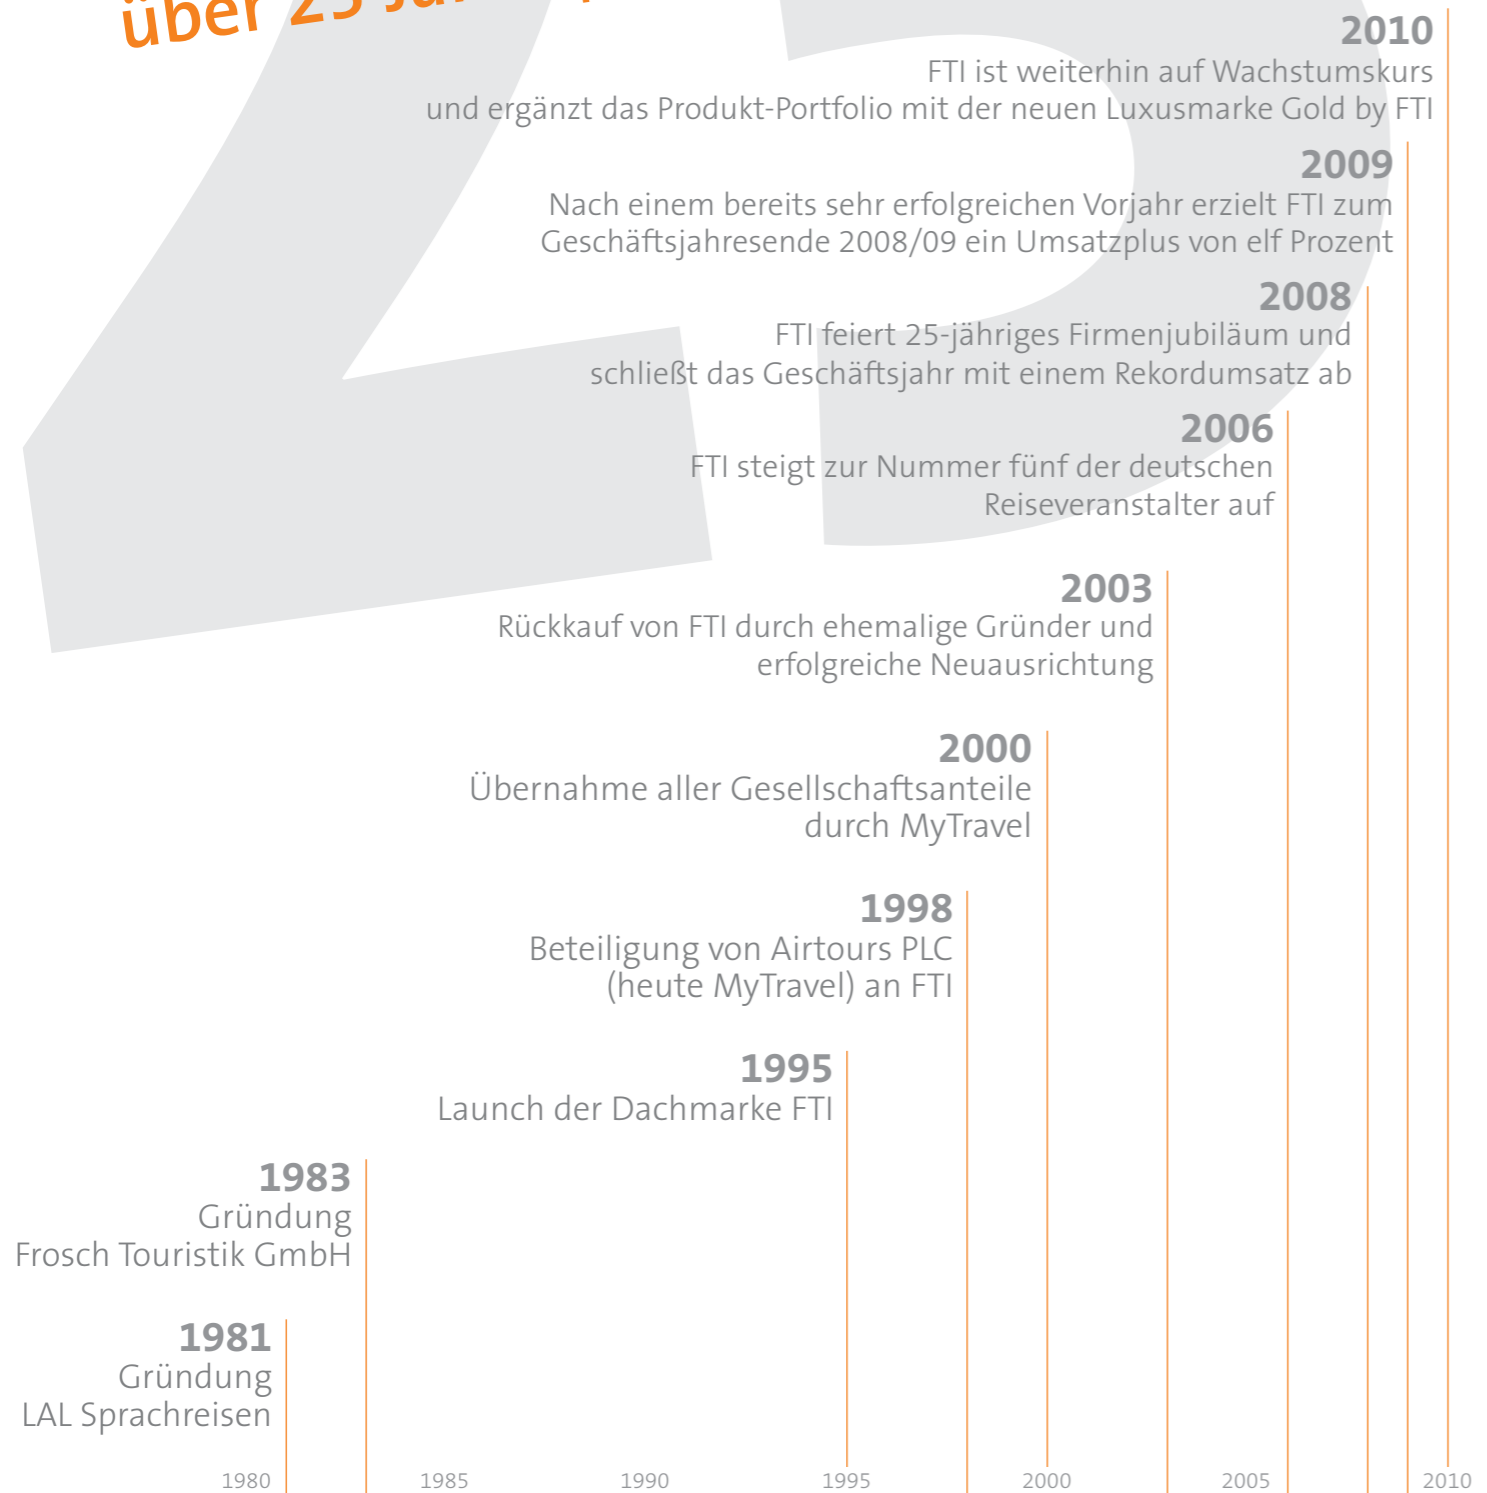 über 25
2010
FTI ist weiterhin auf Wachstumskurs
und ergänzt das Produkt-Portfolio mit der neuen Luxusmarke Gold by FTI
2009
Nach einem bereits sehr erfolgreichen Vorjahr erzielt FTI zum
Geschäftsjahresende 2008/09 ein Umsatzplus von elf Prozent
2008
FTI feiert 25-jähriges Firmenjubiläum und
schließt das Geschäftsjahr mit einem Rekordumsatz ab
2006
FTI steigt zur Nummer fünf der deutschen
Reiseveranstalter auf
2003
Rückkauf von FTI durch ehemalige Gründer und
erfolgreiche Neuausrichtung
2000
Übernahme aller Gesellschaftsanteile
durch MyTravel
1998
Beteiligung von Airtours PLC
(heute MyTravel) an FTI
1995
Launch der Dachmarke FTI
1983
Gründung
Frosch Touristik GmbH
1981
Gründung
LAL Sprachreisen
1980 1985 1990 1995 2000 2005 2010